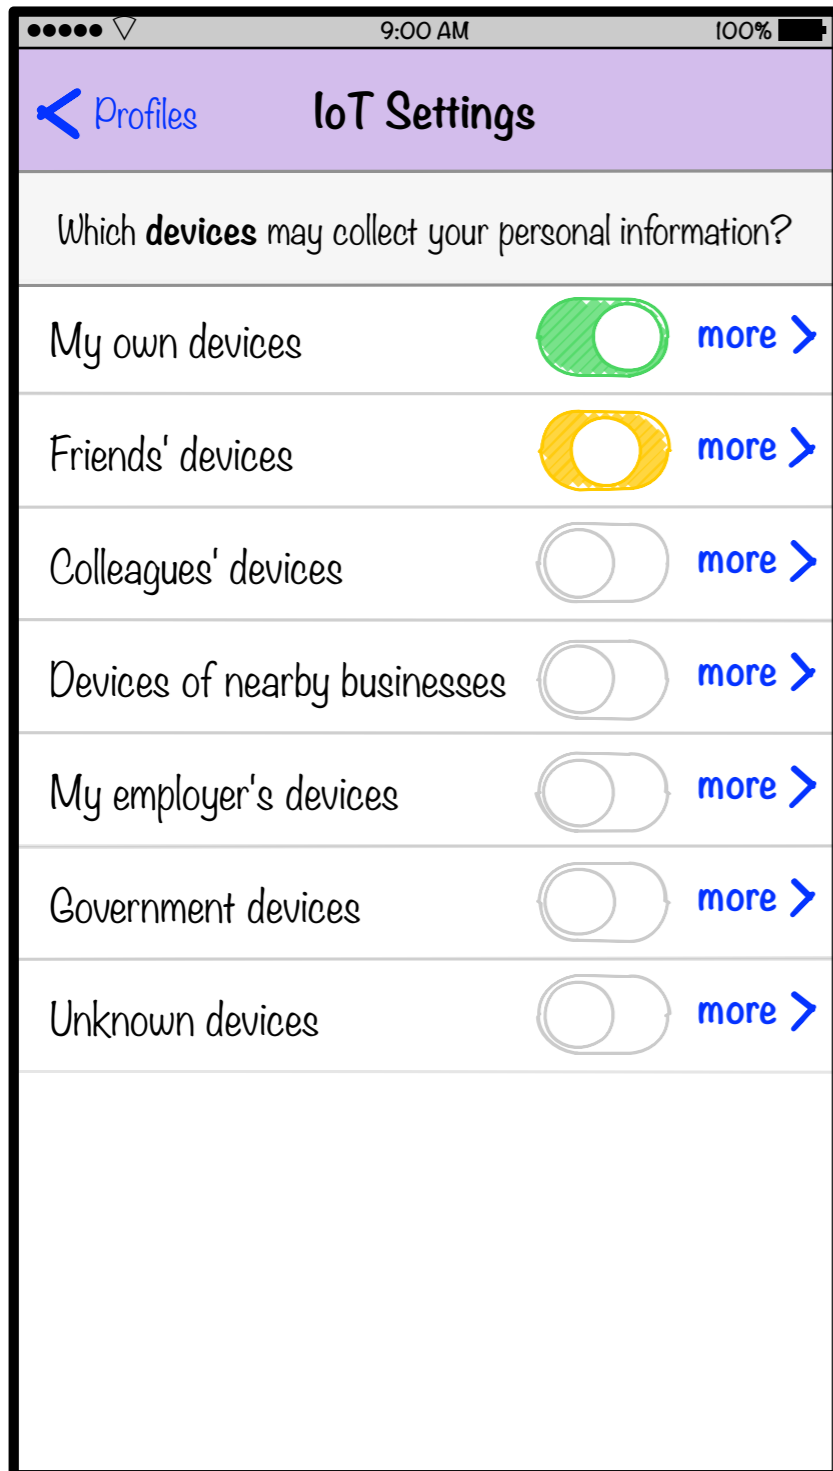 9:00 AM 100%
Profiles IoT Settings
Which devices may collect your personal information?
My own devices more
Friends' devices more
Colleagues' devices more
Devices of nearby businesses more
My employer's devices more
Government devices more
Unknown devices more